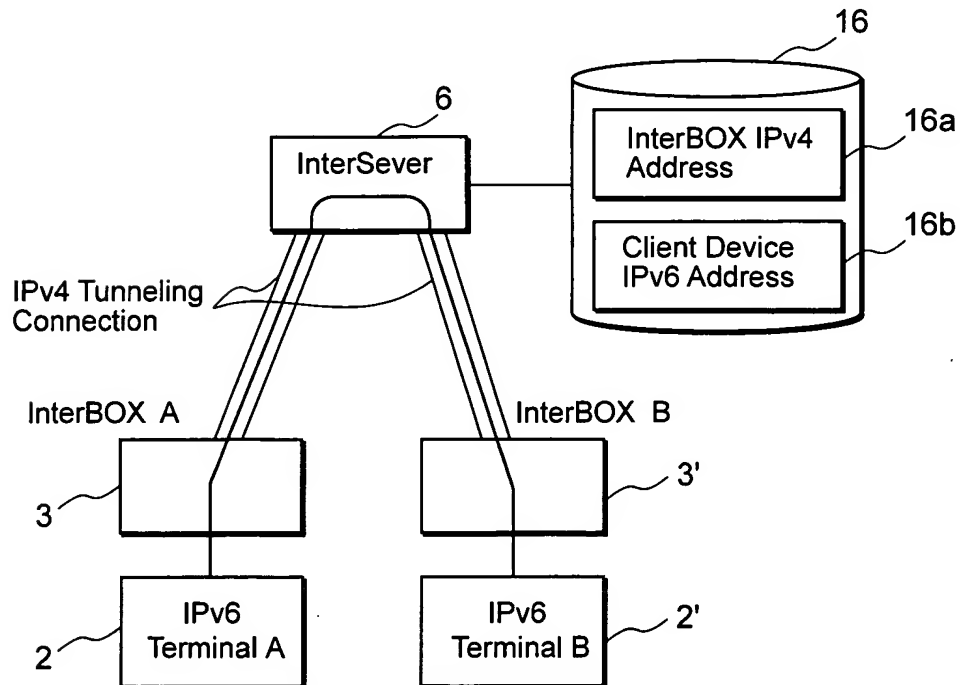 16
6
InterSever
InterBOX IPv4
Address
16a
16b
Client Device
IPv6 Address
IPv4 Tunneling
Connection
InterBOX A
InterBOX B
3
3'
IPv6
Terminal A
2
IPv6
Terminal B
2'